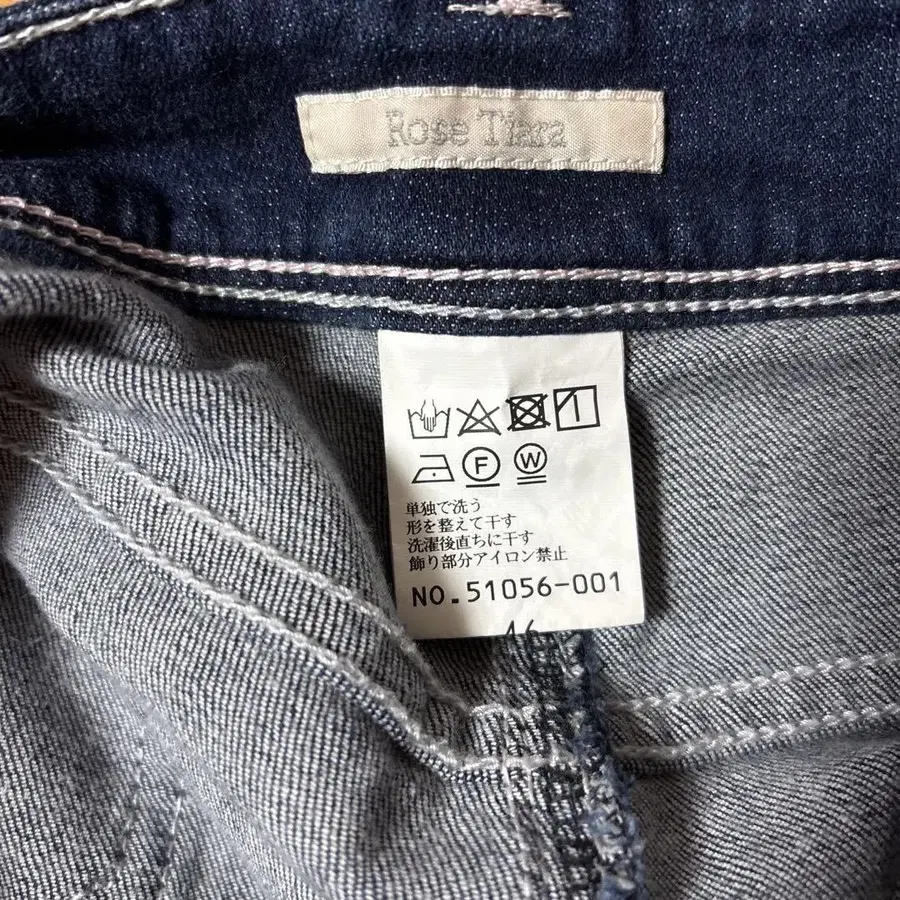 Rose Tiara
F W
単独で洗う
形を整えて干す
洗濯後直ちに干す
飾り部分アイロン禁止
NO.51056-001
46